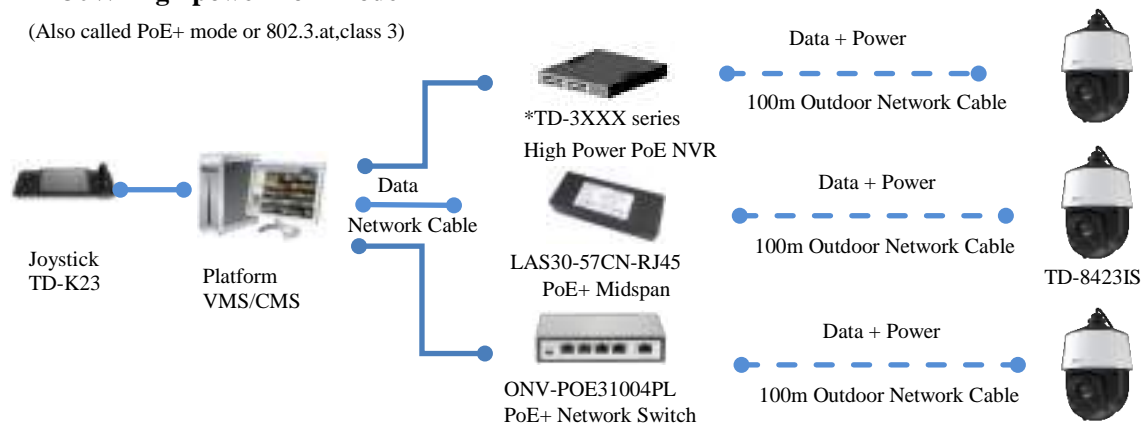 (Also called PoE+ mode or 802.3.at,class 3)
Data + Power
100m Outdoor Network Cable
*TD-3XXX series
High Power PoE NVR
Data
Network Cable
Data + Power
100m Outdoor Network Cable
Joystick
TD-K23
Platform
VMS/CMS
LAS30-57CN-RJ45
PoE+ Midspan
TD-8423IS
Data + Power
100m Outdoor Network Cable
ONV-POE31004PL
PoE+ Network Switch